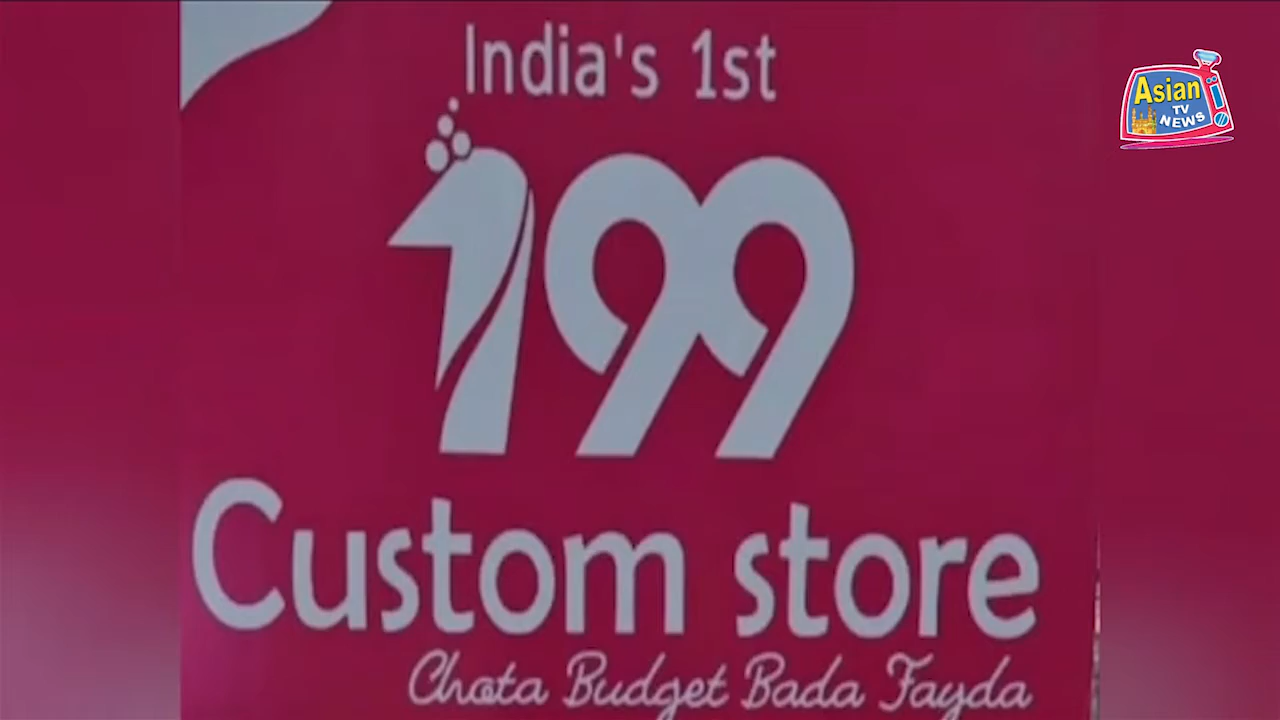 India's 1st
199
Custom store
Chota Budget Bada Fayda
Asian
TV
NEWS